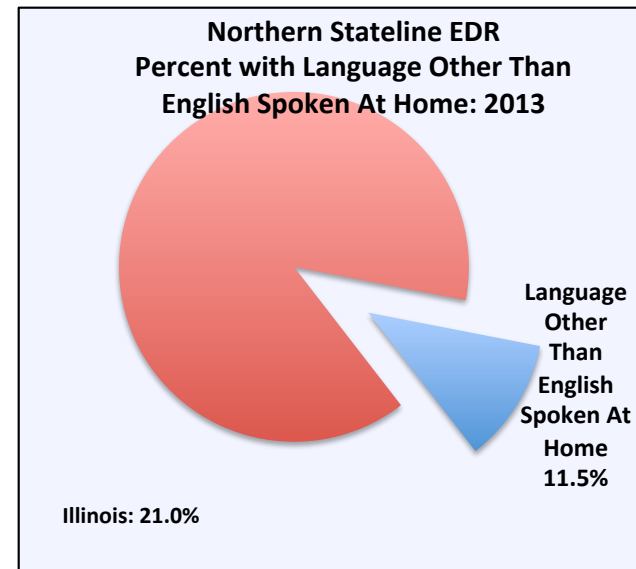 Northern Stateline EDR
Percent with Language Other Than
English Spoken At Home: 2013
Language
Other
Than
English
Spoken At
Home
11.5%
Illinois: 21.0%